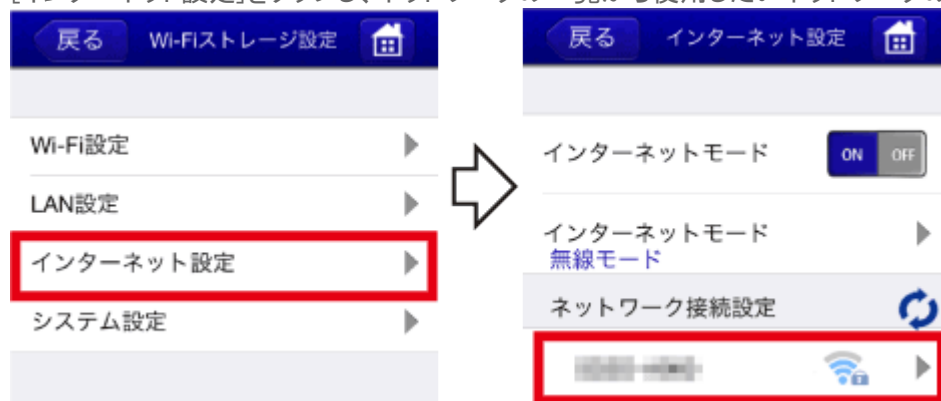 戻る
Wi-Fiストレージ設定
Wi-Fi設定
LAN設定
インターネット設定
システム設定
戻る
インターネット設定
インターネットモード
ON OFF
インターネットモード
無線モード
ネットワーク接続設定